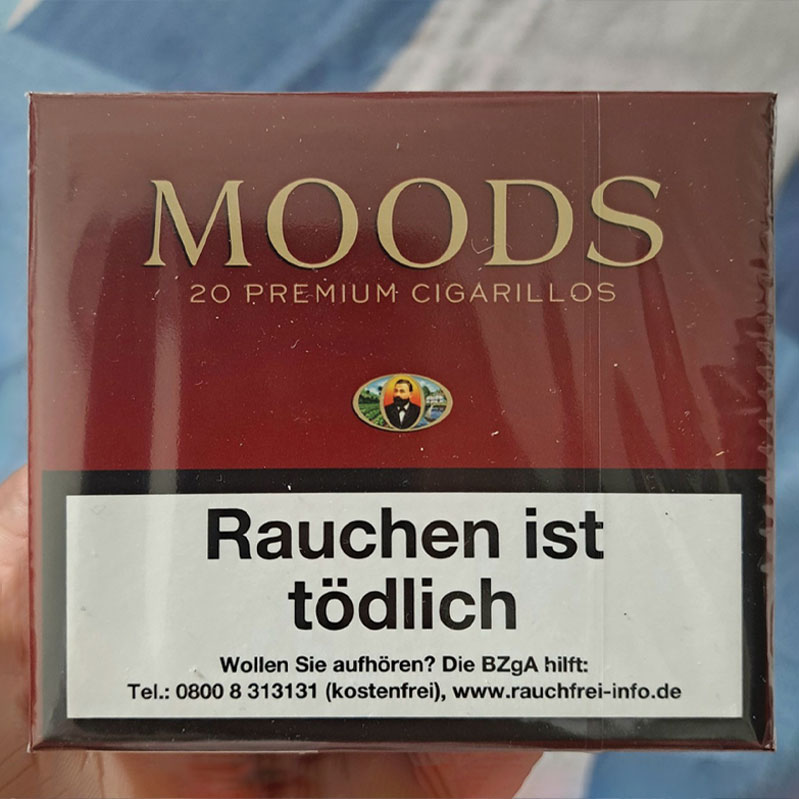 MOODS
20 PREMIUM CIGARILLOS
Rauchen ist
tödlich
Wollen Sie aufhören? Die BZgA hilft:
Tel.: 0800 8 313131 (kostenfrei), www.rauchfrei-info.de